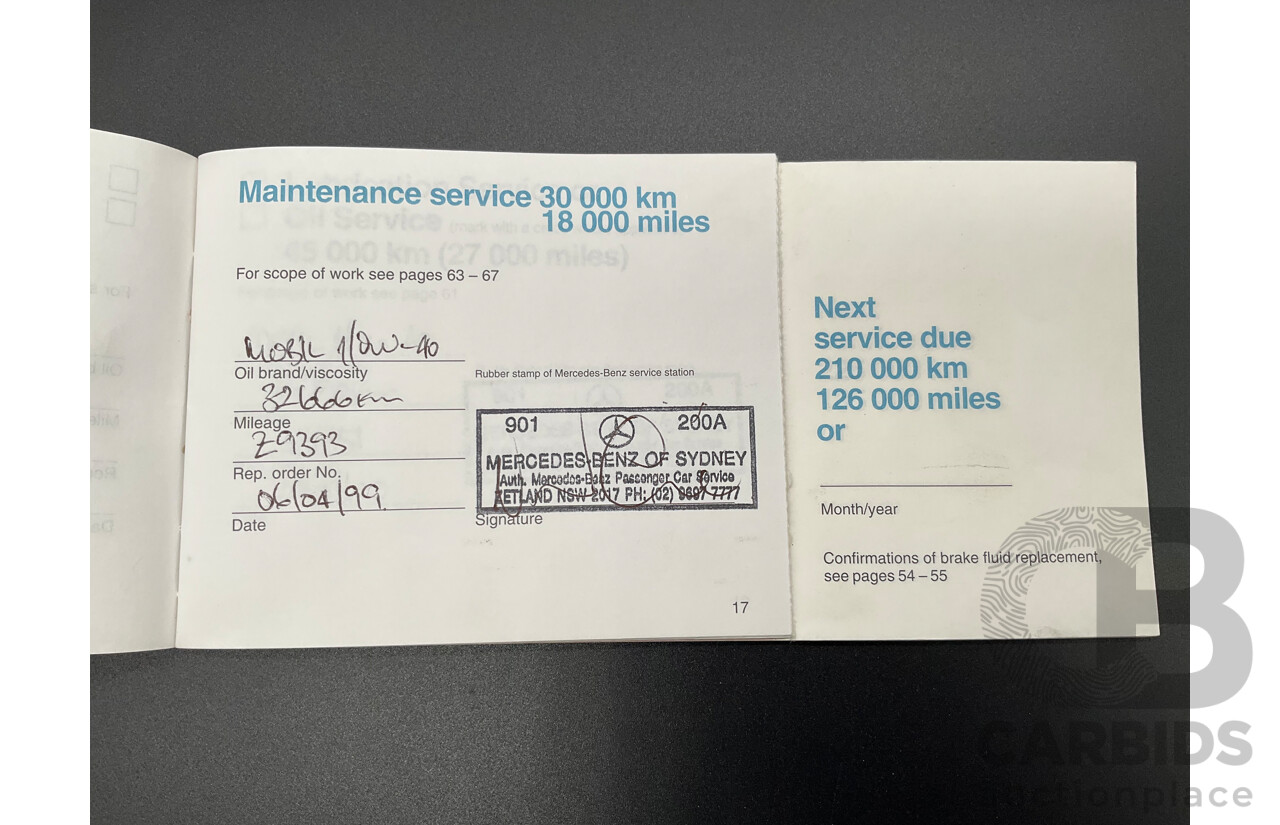 Maintenance service 30 000 km
18 000 miles
For scope of work see pages 63 – 67
Oil brand/viscosity
32666km
Mileage
Z9393
Rep. order No.
06/04/99
Date
Rubber stamp of Mercedes-Benz service station
901 200A
MERCEDES-BENZ OF SYDNEY
Auth. Mercedes-Benz Passenger Car Service
ZETLAND NSW 2017 PH: (02) 9697 7777
Signature
17
Next
service due
210 000 km
126 000 miles
or
Month/year
Confirmations of brake fluid replacement,
see pages 54 – 55
CARBIDS
auctionplace